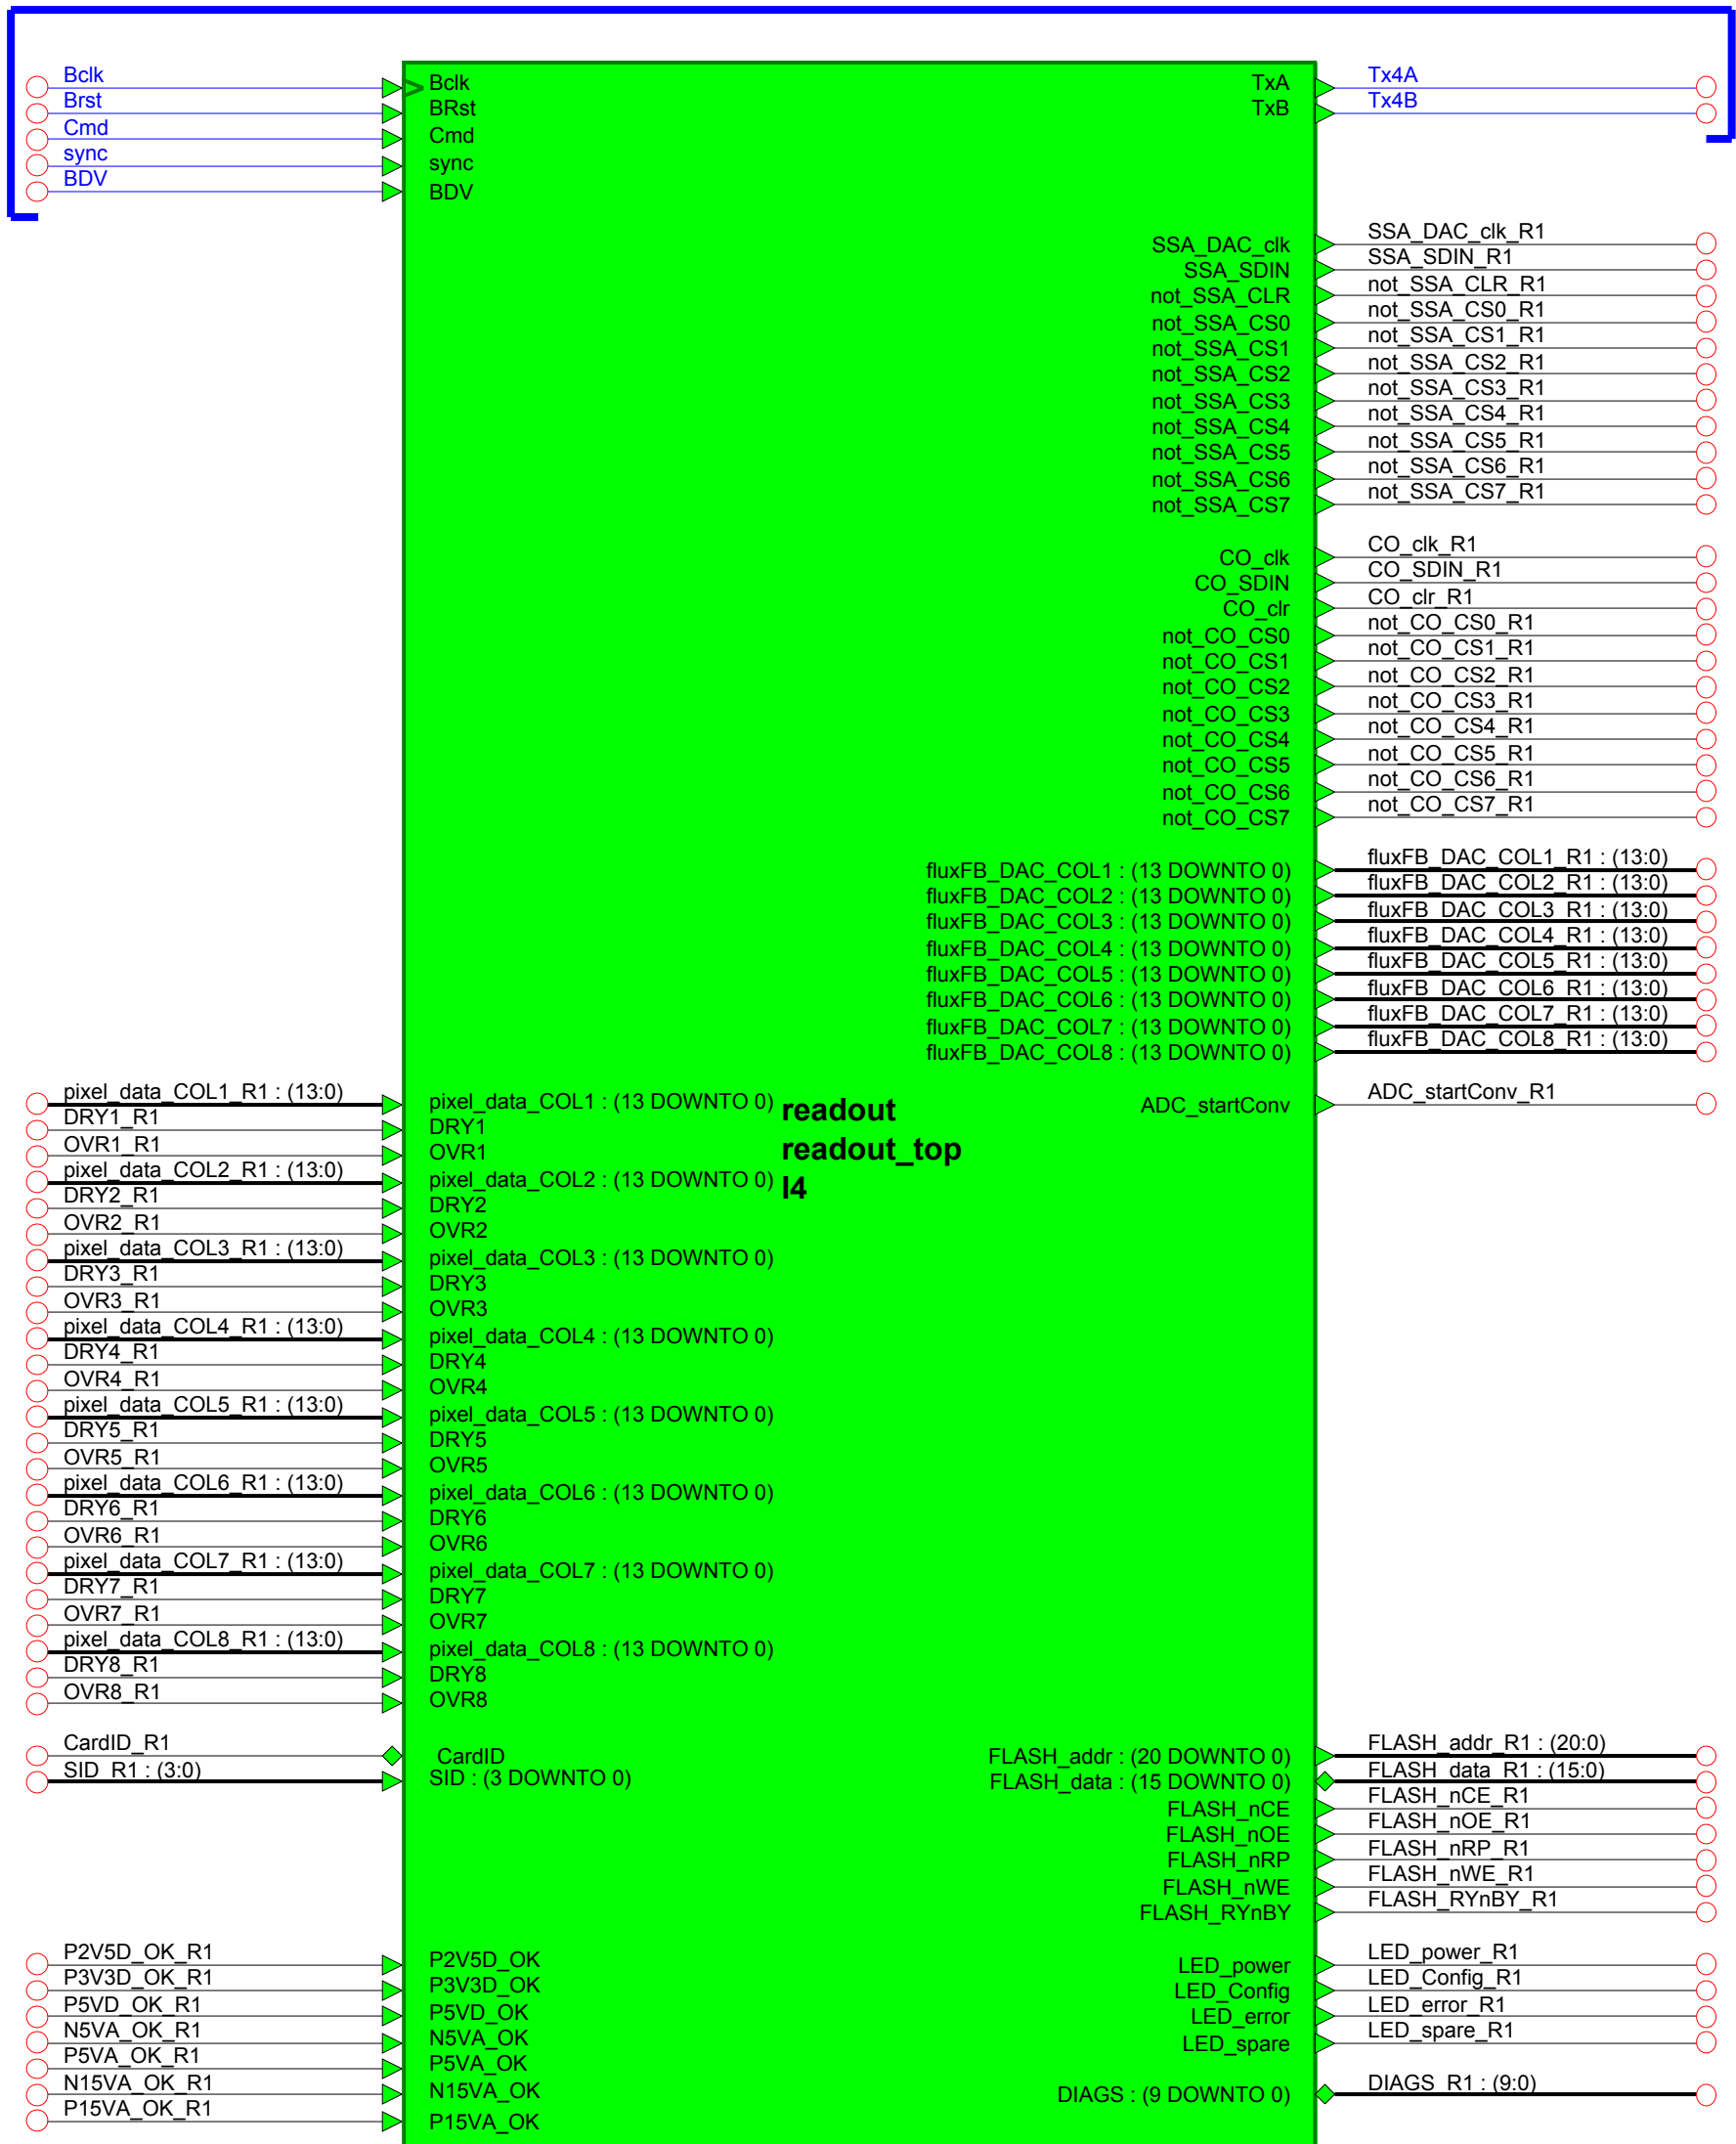 Bclk
Brst
Cmd
sync
BDV
Bclk
BRst
Cmd
sync
BDV
TxA
TxB
Tx4A
Tx4B
SSA_DAC_clk
SSA_SDIN
not_SSA_CLR
not_SSA_CS0
not_SSA_CS1
not_SSA_CS2
not_SSA_CS3
not_SSA_CS4
not_SSA_CS5
not_SSA_CS6
not_SSA_CS7
SSA_DAC_clk_R1
SSA_SDIN_R1
not_SSA_CLR_R1
not_SSA_CS0_R1
not_SSA_CS1_R1
not_SSA_CS2_R1
not_SSA_CS3_R1
not_SSA_CS4_R1
not_SSA_CS5_R1
not_SSA_CS6_R1
not_SSA_CS7_R1
CO_clk
CO_SDIN
CO_clr
not_CO_CS0
not_CO_CS1
not_CO_CS2
not_CO_CS3
not_CO_CS4
not_CO_CS5
not_CO_CS6
not_CO_CS7
CO_clk_R1
CO_SDIN_R1
CO_clr_R1
not_CO_CS0_R1
not_CO_CS1_R1
not_CO_CS2_R1
not_CO_CS3_R1
not_CO_CS4_R1
not_CO_CS5_R1
not_CO_CS6_R1
not_CO_CS7_R1
fluxFB_DAC_COL1 : (13 DOWNTO 0)
fluxFB_DAC_COL2 : (13 DOWNTO 0)
fluxFB_DAC_COL3 : (13 DOWNTO 0)
fluxFB_DAC_COL4 : (13 DOWNTO 0)
fluxFB_DAC_COL5 : (13 DOWNTO 0)
fluxFB_DAC_COL6 : (13 DOWNTO 0)
fluxFB_DAC_COL7 : (13 DOWNTO 0)
fluxFB_DAC_COL8 : (13 DOWNTO 0)
fluxFB_DAC_COL1_R1 : (13:0)
fluxFB_DAC_COL2_R1 : (13:0)
fluxFB_DAC_COL3_R1 : (13:0)
fluxFB_DAC_COL4_R1 : (13:0)
fluxFB_DAC_COL5_R1 : (13:0)
fluxFB_DAC_COL6_R1 : (13:0)
fluxFB_DAC_COL7_R1 : (13:0)
fluxFB_DAC_COL8_R1 : (13:0)
pixel_data_COL1_R1 : (13:0)
DRY1_R1
OVR1_R1
pixel_data_COL2_R1 : (13:0)
DRY2_R1
OVR2_R1
pixel_data_COL3_R1 : (13:0)
DRY3_R1
OVR3_R1
pixel_data_COL4_R1 : (13:0)
DRY4_R1
OVR4_R1
pixel_data_COL5_R1 : (13:0)
DRY5_R1
OVR5_R1
pixel_data_COL6_R1 : (13:0)
DRY6_R1
OVR6_R1
pixel_data_COL7_R1 : (13:0)
DRY7_R1
OVR7_R1
pixel_data_COL8_R1 : (13:0)
DRY8_R1
OVR8_R1
pixel_data_COL1 : (13 DOWNTO 0)
DRY1
OVR1
pixel_data_COL2 : (13 DOWNTO 0)
DRY2
OVR2
pixel_data_COL3 : (13 DOWNTO 0)
DRY3
OVR3
pixel_data_COL4 : (13 DOWNTO 0)
DRY4
OVR4
pixel_data_COL5 : (13 DOWNTO 0)
DRY5
OVR5
pixel_data_COL6 : (13 DOWNTO 0)
DRY6
OVR6
pixel_data_COL7 : (13 DOWNTO 0)
DRY7
OVR7
pixel_data_COL8 : (13 DOWNTO 0)
DRY8
OVR8
readout
readout_top
I4
ADC_startConv
ADC_startConv_R1
CardID_R1
SID_R1 : (3:0)
CardID
SID : (3 DOWNTO 0)
FLASH_addr : (20 DOWNTO 0)
FLASH_data : (15 DOWNTO 0)
FLASH_nCE
FLASH_nOE
FLASH_nRP
FLASH_nWE
FLASH_RYnBY
FLASH_addr_R1 : (20:0)
FLASH_data_R1 : (15:0)
FLASH_nCE_R1
FLASH_nOE_R1
FLASH_nRP_R1
FLASH_nWE_R1
FLASH_RYnBY_R1
P2V5D_OK_R1
P3V3D_OK_R1
P5VD_OK_R1
N5VA_OK_R1
P5VA_OK_R1
N15VA_OK_R1
P15VA_OK_R1
P2V5D_OK
P3V3D_OK
P5VD_OK
N5VA_OK
P5VA_OK
N15VA_OK
P15VA_OK
LED_power
LED_Config
LED_error
LED_spare
DIAGS : (9 DOWNTO 0)
LED_power_R1
LED_Config_R1
LED_error_R1
LED_spare_R1
DIAGS_R1 : (9:0)